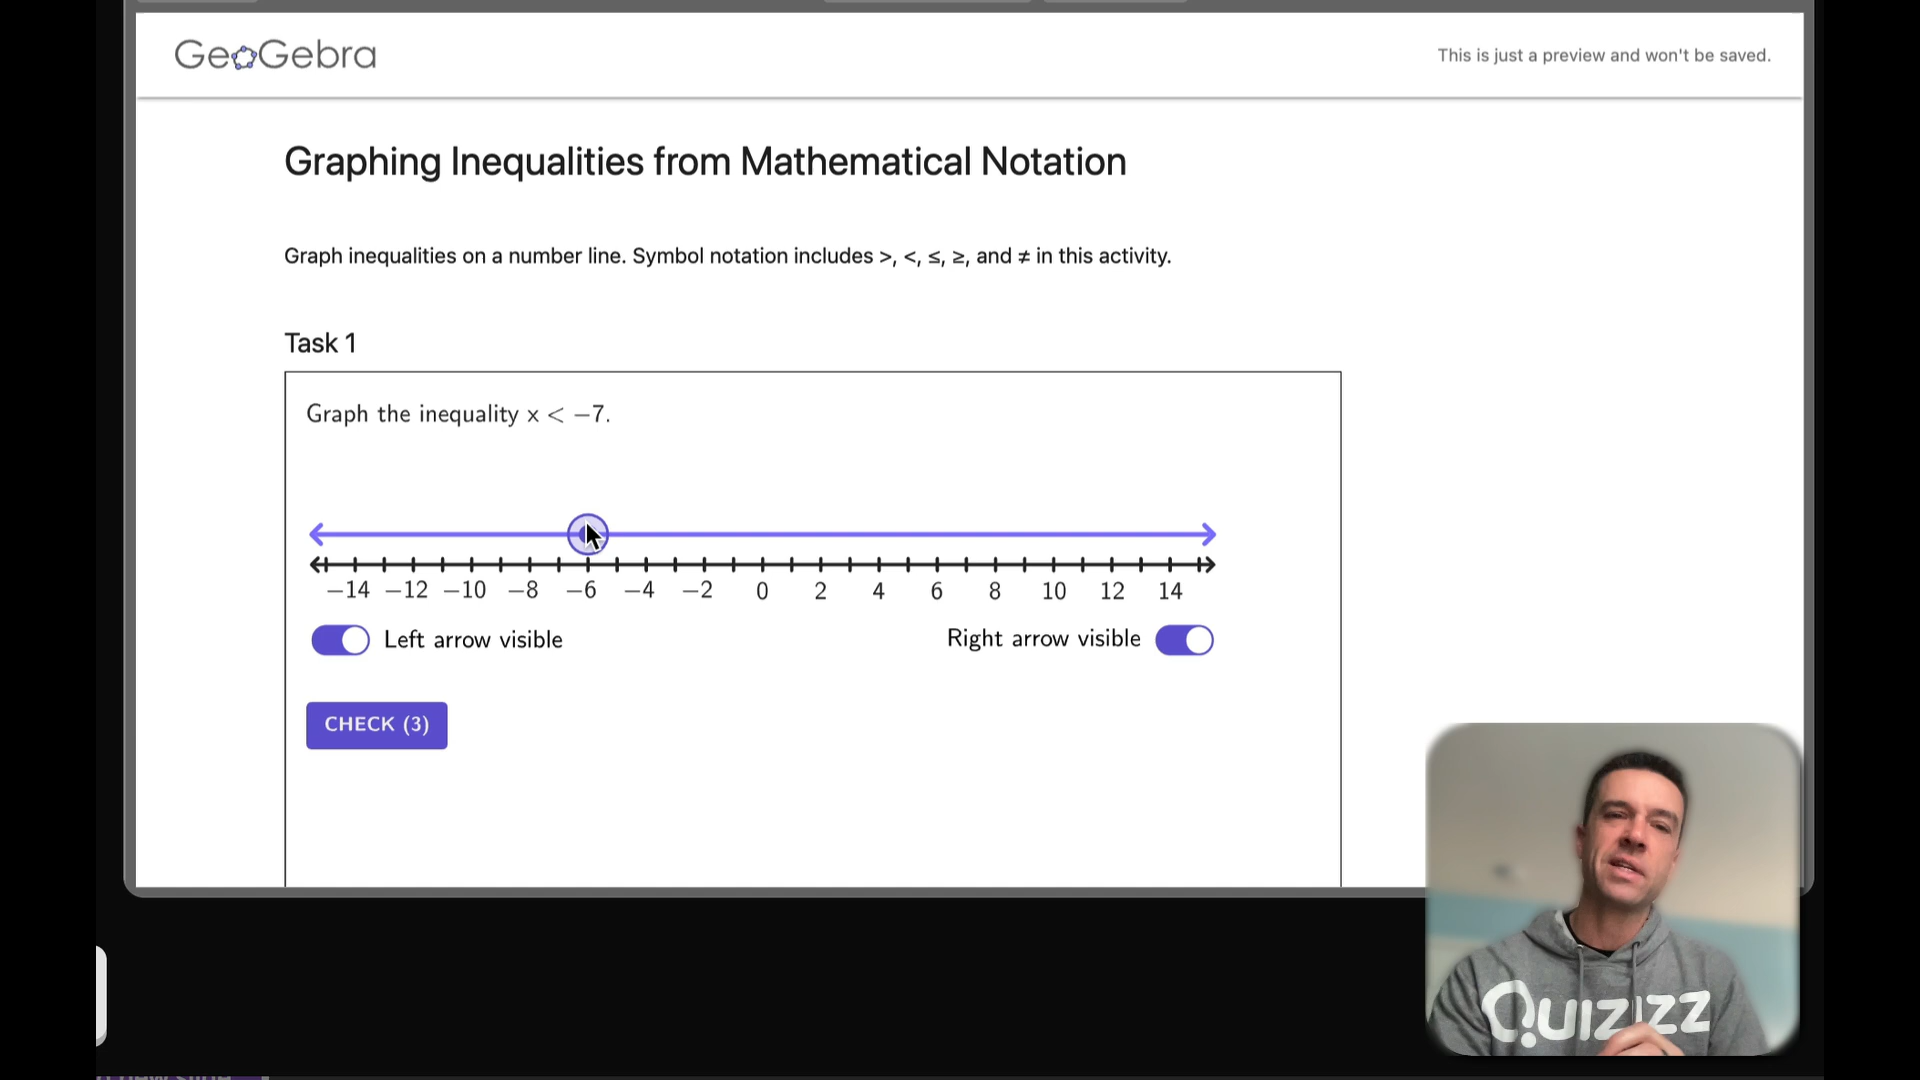 GeoGebra
This is just a preview and won't be saved.
Graphing Inequalities from Mathematical Notation
Graph inequalities on a number line. Symbol notation includes >, <, ≤, ≥, and ≠ in this activity.
Task 1
Graph the inequality x < −7.
−14 −12 −10 −8 −6 −4 −2 0 2 4 6 8 10 12 14
Left arrow visible
Right arrow visible
CHECK (3)
QUIZIZZ